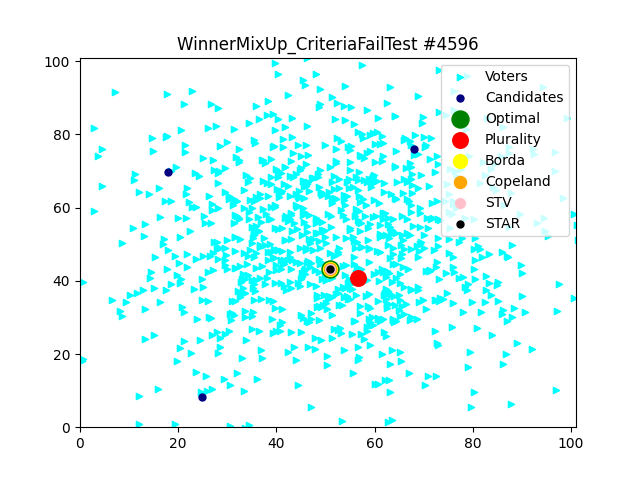 WinnerMixUp_CriteriaFailTest #4596
100
80
60
40
20
0
0
20
40
60
80
100
Voters
Candidates
Optimal
Plurality
Borda
Copeland
STV
STAR